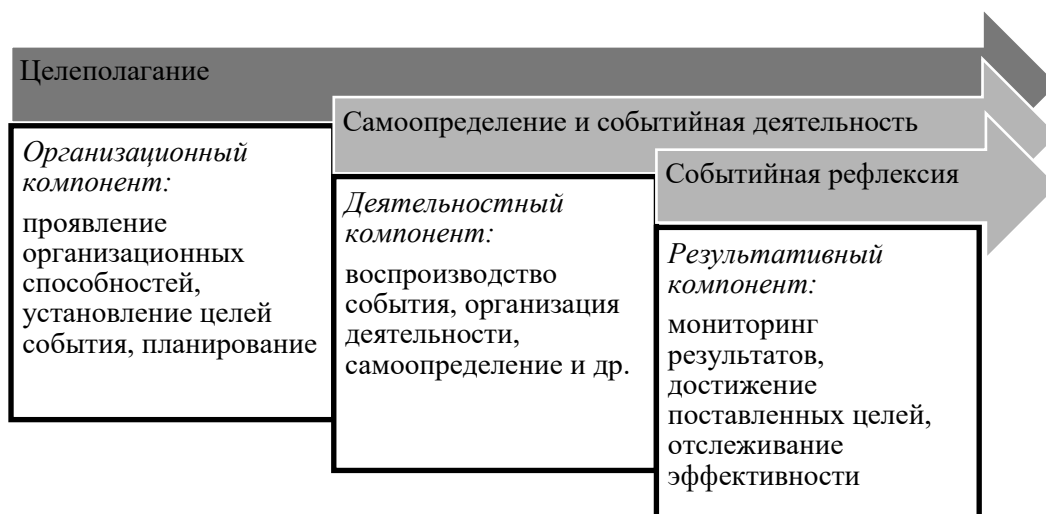 Целеполагание
Организационный
компонент:
проявление
организационных
способностей,
установление целей
события, планирование
Самоопределение и событийная деятельность
Деятельностный
компонент:
воспроизводство
события, организация
деятельности,
самоопределение и др.
Событийная рефлексия
Результативный
компонент:
мониторинг
результатов,
достижение
поставленных целей,
отслеживание
эффективности